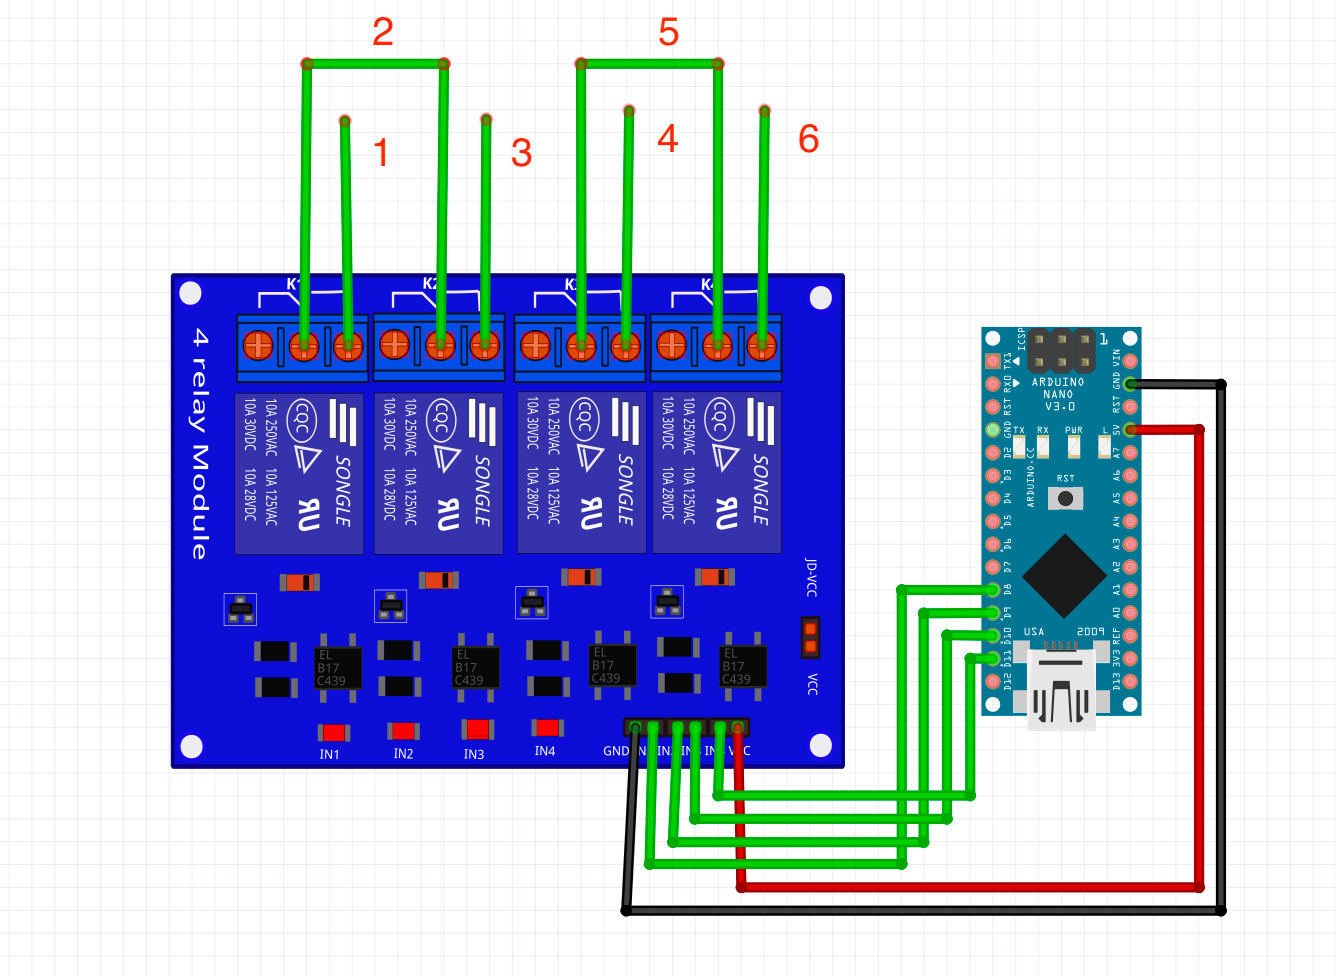 2
5
1
3
4
6
K1
K2
K3
K4
4 relay Module
10A 250VAC 10A 125VAC
10A 30VDC 10A 28VDC
CQC
SONGLE
10A 250VAC 10A 125VAC
10A 30VDC 10A 28VDC
CQC
SONGLE
10A 250VAC 10A 125VAC
10A 30VDC 10A 28VDC
CQC
SONGLE
10A 250VAC 10A 125VAC
10A 30VDC 10A 28VDC
CQC
SONGLE
JD-VCC
VCC
EL
B17
C439
EL
B17
C439
EL
B17
C439
EL
B17
C439
IN1
IN2
IN3
IN4
GND IN1 IN2 IN3 IN4 VCC
ICSP
1
ARDUINO
NANO
V3.0
TX RX PWR L
ARDUINO.CC
RST
USA 2009
TX1
RX0
RST
GND
D2
D3
D4
D5
D6
D7
D8
D9
D10
D11
D12
VIN
GND
RST
5V
A7
A6
A5
A4
A3
A2
A1
A0
REF
3V3
D13